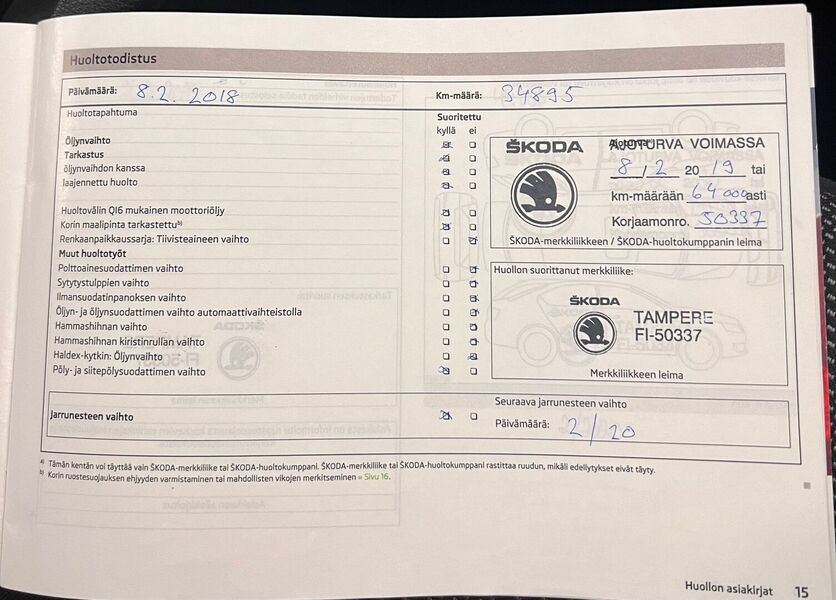 Huoltotodistus
Päivämäärä: 8.2. 2018 Km-määrä: 34895
Huoltotapahtuma Suoritettu
kyllä ei
Öljynvaihto
Tarkastus
öljynvaihdon kanssa
laajennettu huolto
Huoltovälin QI6 mukainen moottoriöljy
Korin maalipinta tarkastettu b)
Renkaanpaikkaussarja: Tiivisteaineen vaihto
Muut huoltotyöt
Polttoainesuodattimen vaihto
Sytytystulppien vaihto
Ilmansuodatinpanoksen vaihto
Öljyn- ja öljynsuodattimen vaihto automaattivaihteistolla
Hammashihnan vaihto
Hammashihnan kiristinrullan vaihto
Haldex-kytkin: Öljynvaihto
Pöly- ja siitepölysuodattimen vaihto
ŠKODA
AJOTURVA VOIMASSA
8 / 2 20 19 tai
km-määrään 64 000 asti
Korjaamonro. 50337
ŠKODA-merkkiliikkeen / ŠKODA-huoltokumppanin leima
Huollon suorittanut merkkiliike:
ŠKODA
TAMPERE
FI-50337
Merkkiliikkeen leima
Jarrunesteen vaihto
Seuraava jarrunesteen vaihto
Päivämäärä: 2/20
a) Tämän kentän voi täyttää vain ŠKODA-merkkiliike tai ŠKODA-huoltokumppani. ŠKODA-merkkiliike tai ŠKODA-huoltokumppani rastittaa ruudun, mikäli edellytykset eivät täyty.
b) Korin ruostesuojauksen ehjyyden varmistaminen tai mahdollisten vikojen merkitseminen » Sivu 16.
Huollon asiakirjat 15